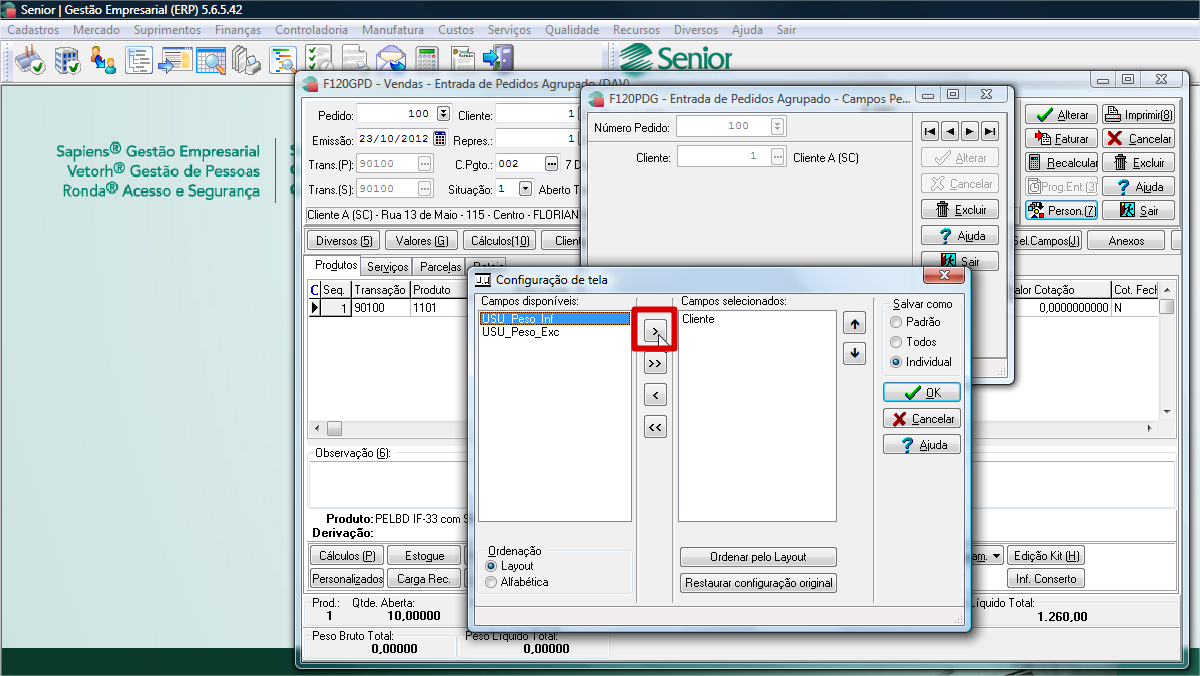 Senior | Gestão Empresarial (ERP) 5.6.5.42
Cadastros Mercado Suprimentos Finanças Controladoria Manufatura Custos Serviços Qualidade Recursos Diversos Ajuda Sair
Senior
Sapiens® Gestão Empresarial
Vetorh® Gestão de Pessoas
Ronda® Acesso e Segurança
F120GPD - Vendas - Entrada de Pedidos Agrupado (DAV)
Pedido: 100 Cliente: 1
Emissão: 23/10/2012 Repres.: 1
Trans.(P): 90100 ... C.Pgto.: 002 ... 7 D
Trans.(S): 90100 ... Situação: 1 Aberto T
Cliente A (SC) - Rua 13 de Maio - 115 - Centro - FLORIAN
Alterar Imprimir(8)
Faturar Cancelar
Recalcular Excluir
Prog.Ent.(3) Ajuda
Person.(7) Sair
Diversos (5) Valores (G) Cálculos(10) Client
Sel.Campos(J) Anexos
Produtos Serviços Parcelas
C Seq. Transação Produto
1 90100 1101
alor Cotação Cot. Fech
0,0000000000 N
Observação (6):
Produto: PELBD IF-33 com
Derivação:
Cálculos (P) Estogue
Personalizados Carga Rec.
am. Edição Kit (H)
Inf. Conserto
Prod.: Qtde. Aberta:
1 10,00000
íquido Total:
1.260,00
Peso Bruto Total: Peso Líquido Total:
0,00000 0,00000
F120PDG - Entrada de Pedidos Agrupado - Campos Pe...
Número Pedido: 100
Cliente: 1 ... Cliente A (SC)
Alterar
Cancelar
Excluir
Ajuda
Sair
Configuração de tela
Campos disponíveis:
USU_Peso_Inf
USU_Peso_Exc
>
>>
<
<<
Campos selecionados:
Cliente
Salvar como
Padrão
Todos
Individual
OK
Cancelar
Ajuda
Ordenação
Layout
Alfabética
Ordenar pelo Layout
Restaurar configuração original